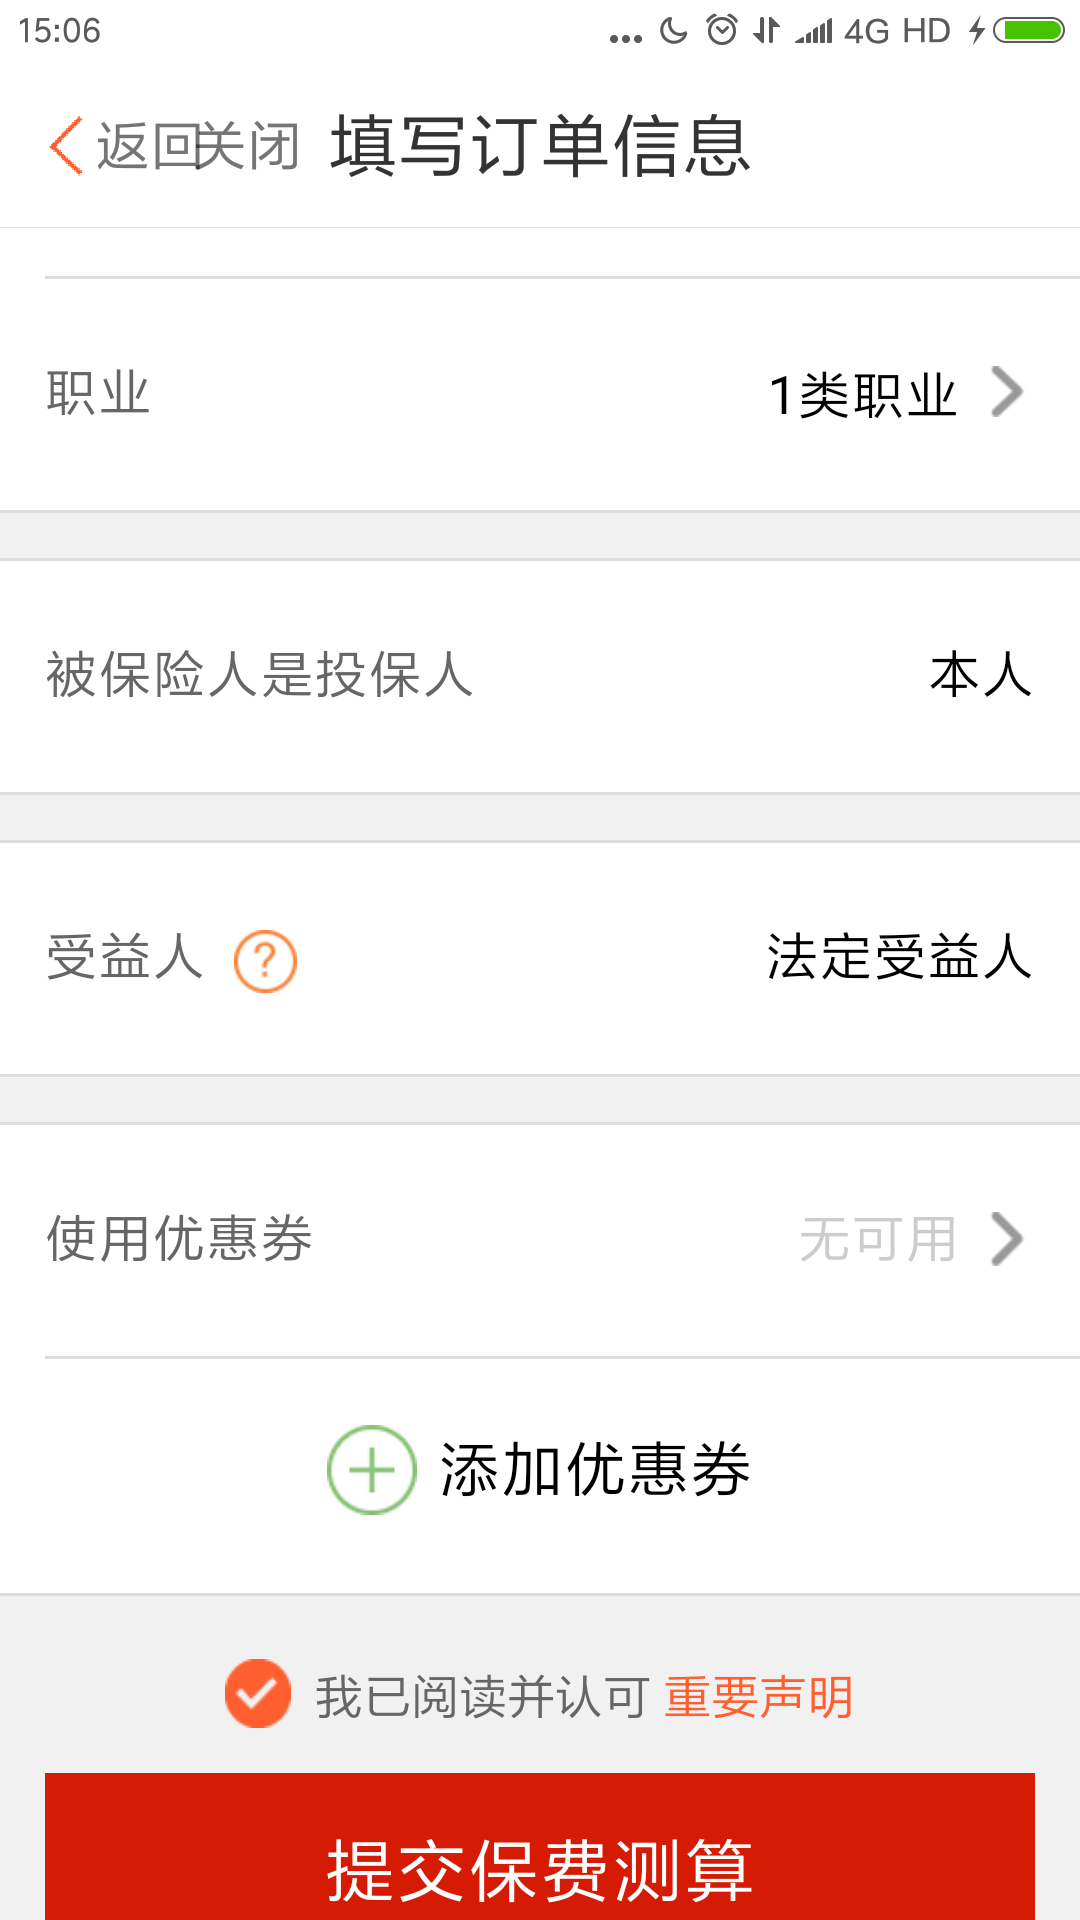 15:06 ... 4G HD
返回关闭 填写订单信息
职业 1类职业
被保险人是投保人 本人
受益人 ? 法定受益人
使用优惠券 无可用
添加优惠券
我已阅读并认可 重要声明
提交保费测算